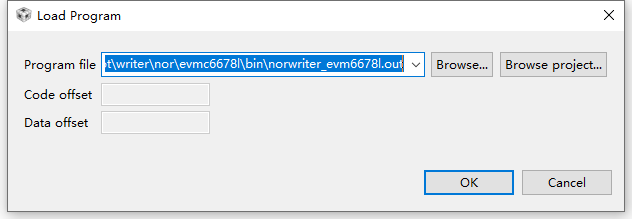 Load Program
Program file ot\writer\nor\evmc6678l\bin\norwriter_evm6678l.out Browse... Browse project...
Code offset
Data offset
OK Cancel